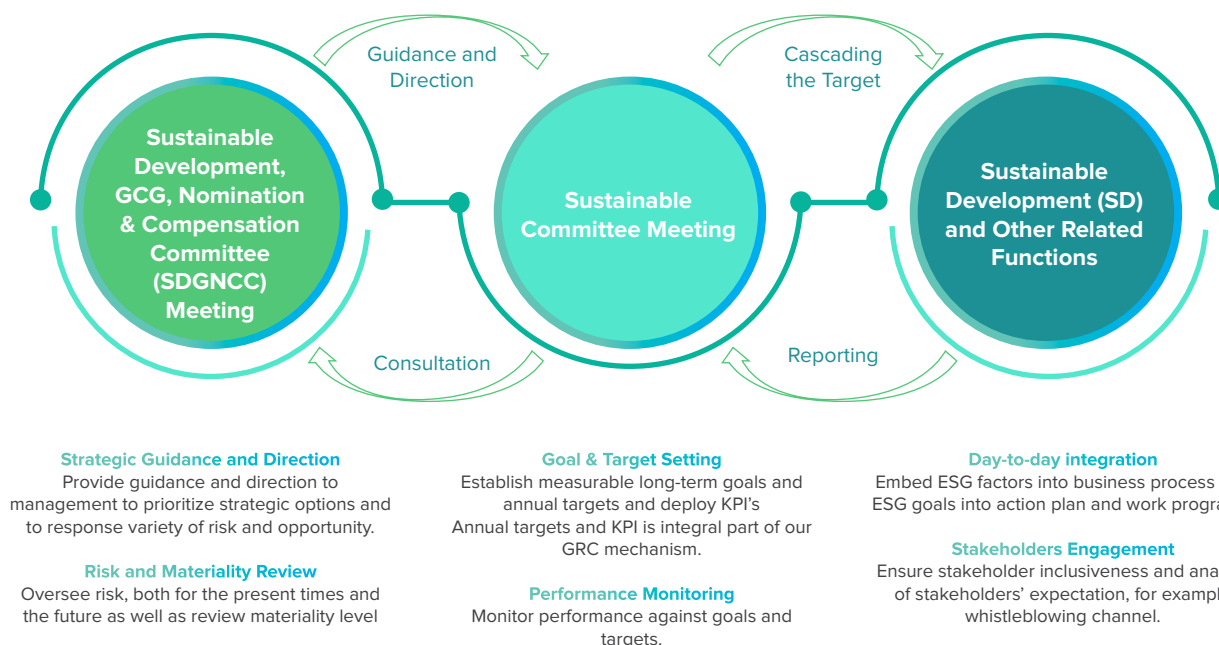 Guidance and
Direction
Cascading
the Target
Sustainable
Development,
GCG, Nomination
& Compensation
Committee
(SDGNCC)
Meeting
Sustainable
Committee Meeting
Sustainable
Development (SD)
and Other Related
Functions
Consultation
Reporting
Strategic Guidance and Direction
Provide guidance and direction to
management to prioritize strategic options and
to response variety of risk and opportunity.
Risk and Materiality Review
Oversee risk, both for the present times and
the future as well as review materiality level
Goal & Target Setting
Establish measurable long-term goals and
annual targets and deploy KPI’s
Annual targets and KPI is integral part of our
GRC mechanism.
Performance Monitoring
Monitor performance against goals and
targets.
Day-to-day integration
Embed ESG factors into business process
ESG goals into action plan and work
Stakeholders Engagement
Ensure stakeholder inclusiveness and
of stakeholders’ expectation, for
whistleblowing channel.